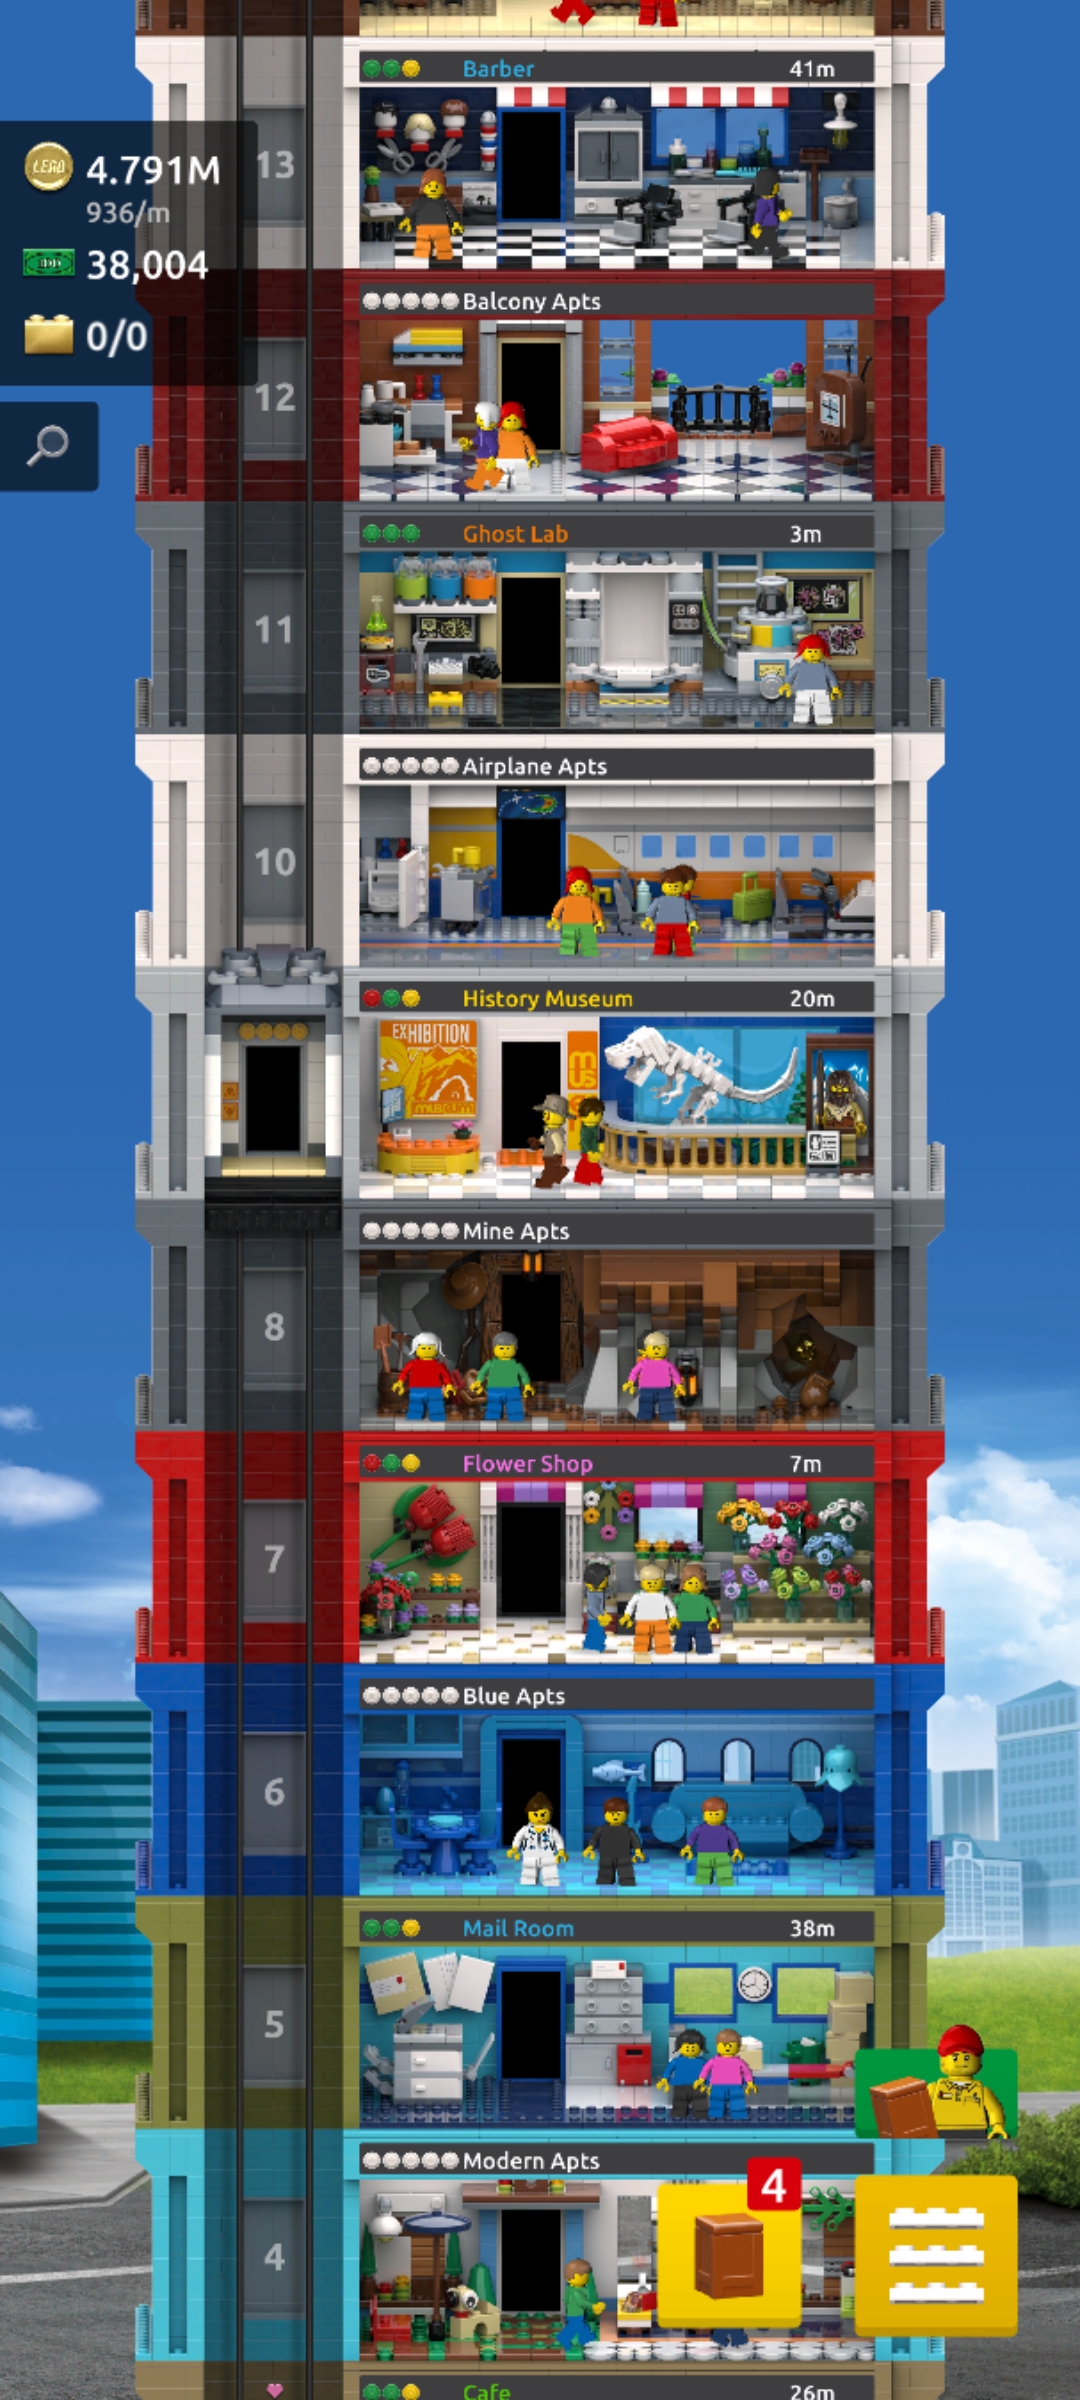 Barber 41m
13
LEGO
4.791M
936/m
38,004
0/0
Balcony Apts
12
Ghost Lab 3m
11
Airplane Apts
10
History Museum 20m
EXHIBITION
museum
mus
Mine Apts
8
Flower Shop 7m
7
Blue Apts
6
Mail Room 38m
5
Modern Apts
4
4
Cafe 26m